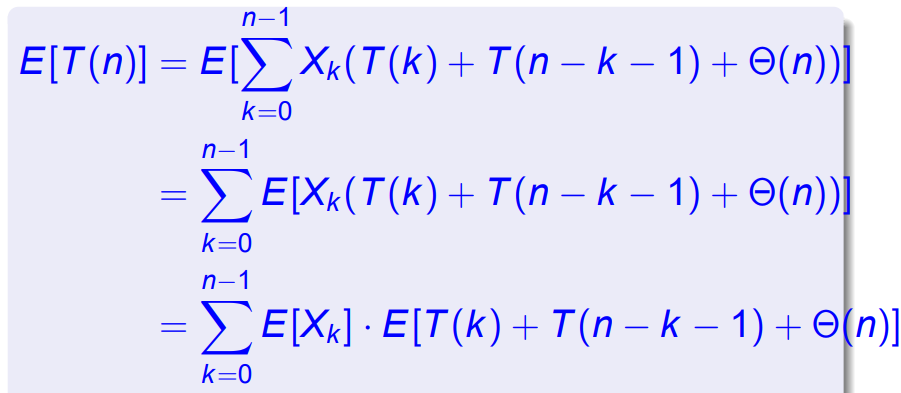 E[T(n)] = E[∑_{k=0}^{n−1} X_k(T(k) + T(n − k − 1) + Θ(n))]
= ∑_{k=0}^{n−1} E[X_k(T(k) + T(n − k − 1) + Θ(n))]
= ∑_{k=0}^{n−1} E[X_k] · E[T(k) + T(n − k − 1) + Θ(n)]